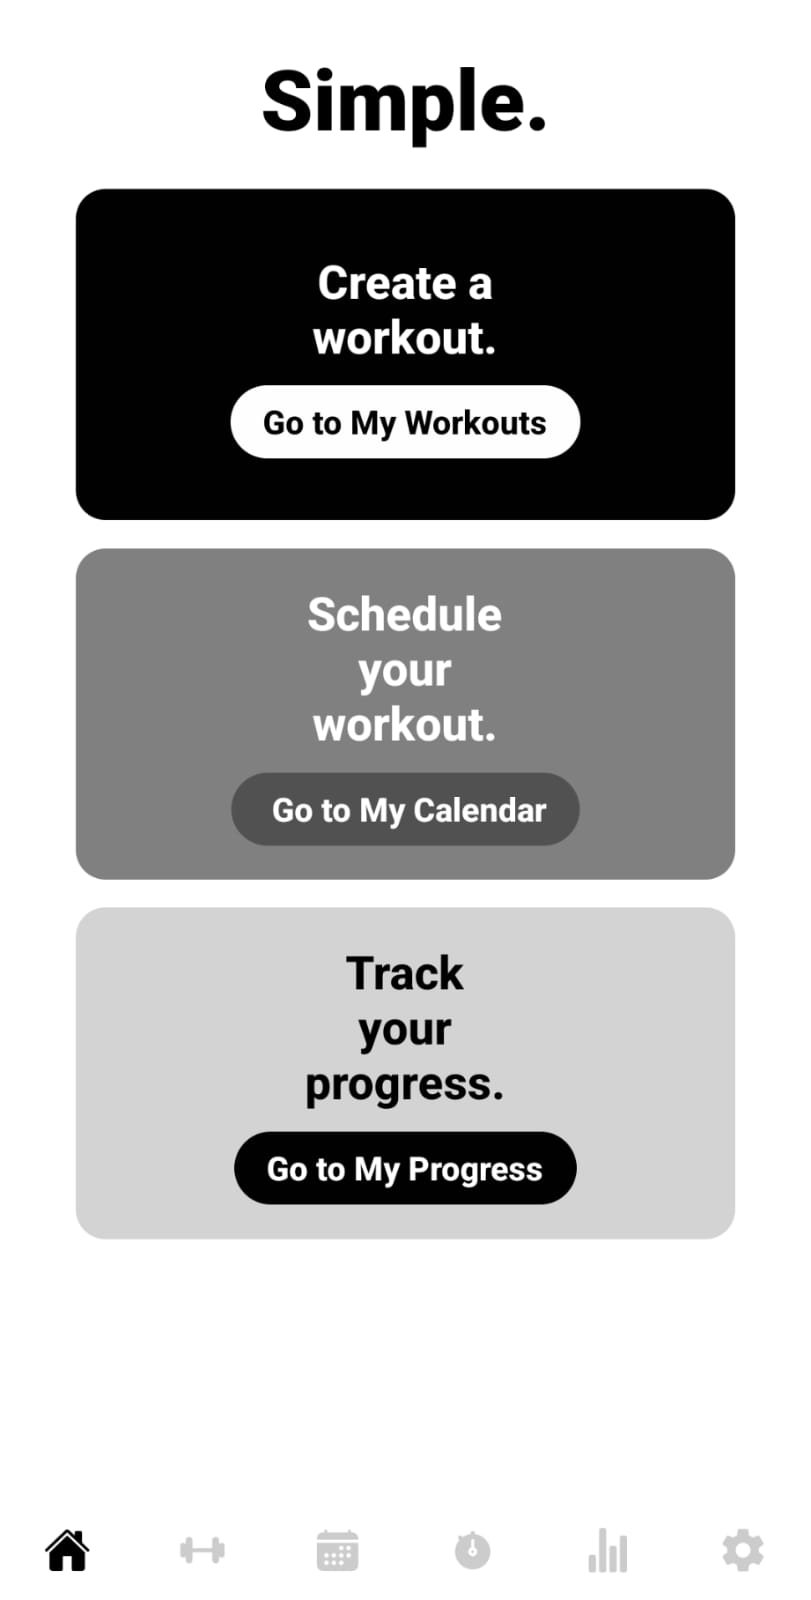 Simple.
Create a
workout.
Go to My Workouts
Schedule
your
workout.
Go to My Calendar
Track
your
progress.
Go to My Progress